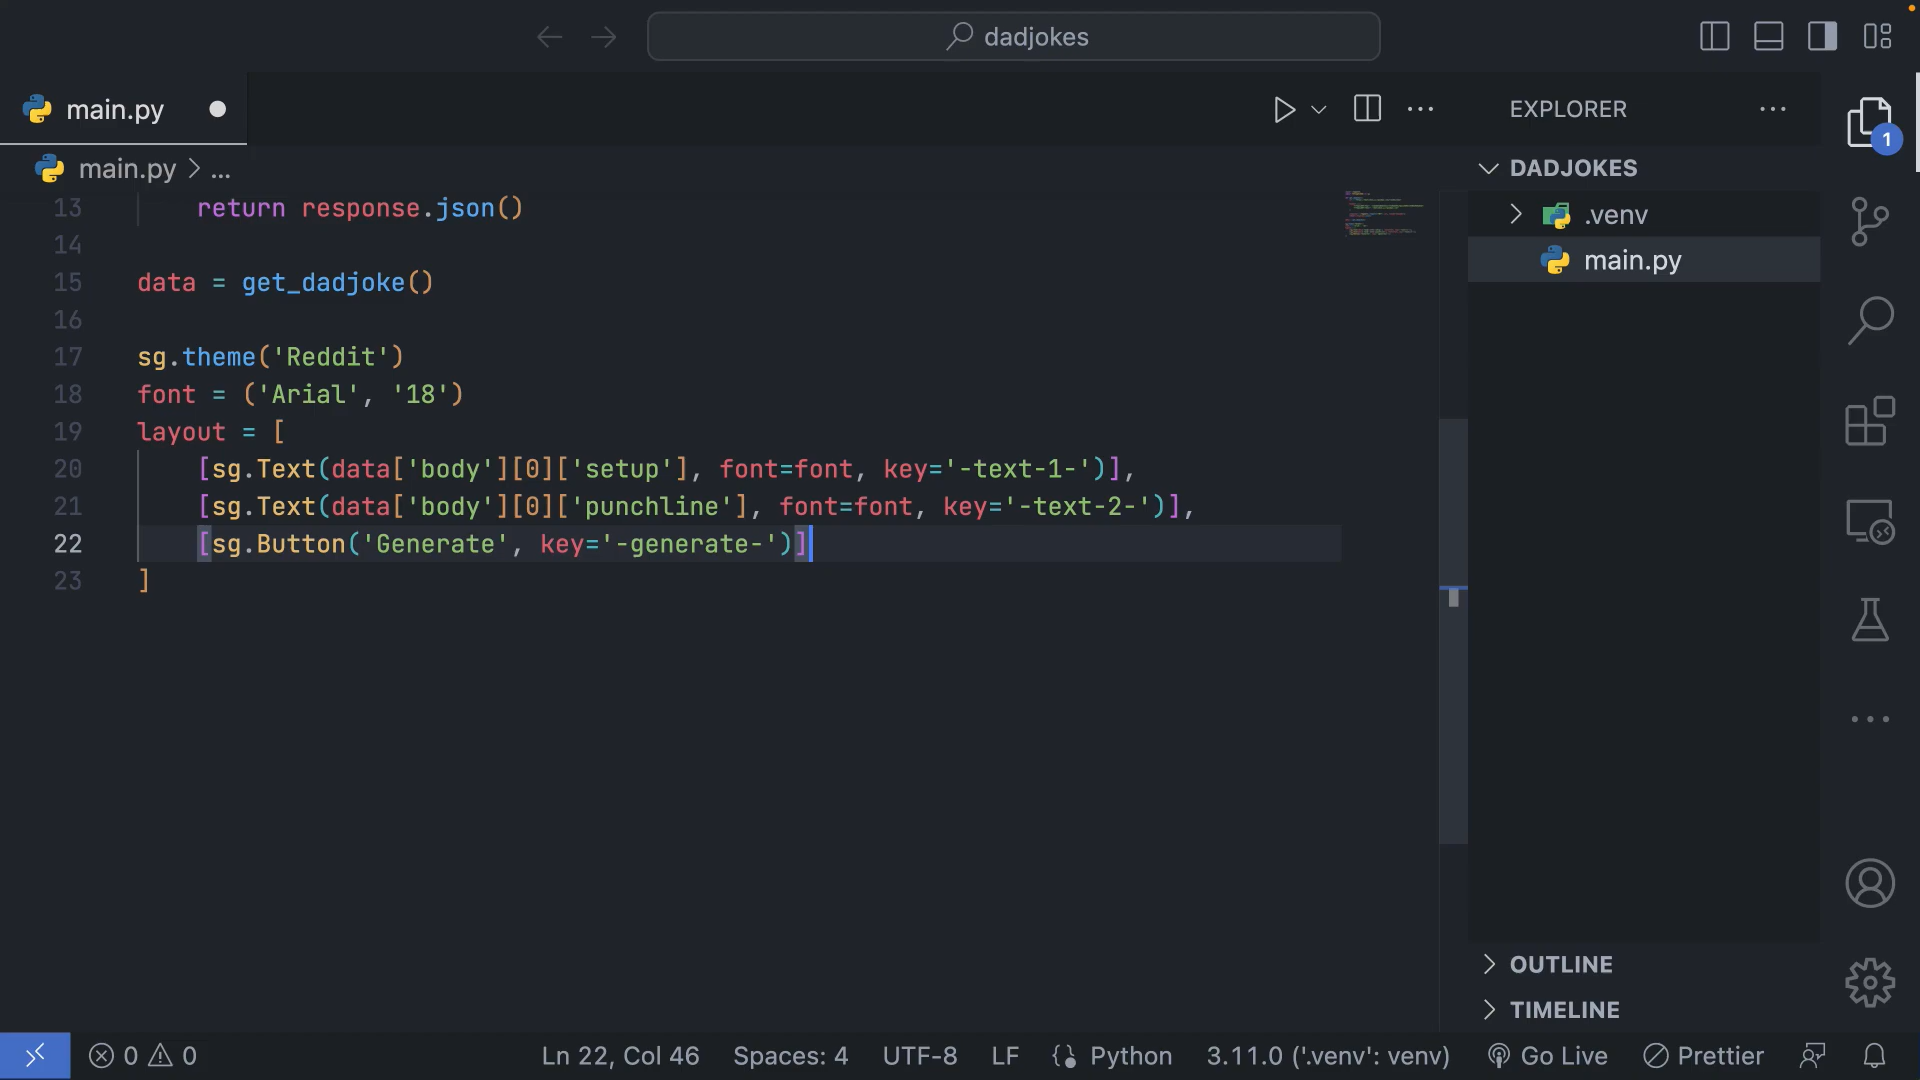 dadjokes
main.py
EXPLORER
1
main.py > ...
DADJOKES
.venv
main.py
13 return response.json()
14
15 data = get_dadjoke()
16
17 sg.theme('Reddit')
18 font = ('Arial', '18')
19 layout = [
20 [sg.Text(data['body'][0]['setup'], font=font, key='-text-1-')],
21 [sg.Text(data['body'][0]['punchline'], font=font, key='-text-2-')],
22 [sg.Button('Generate', key='-generate-')]
23 ]
OUTLINE
TIMELINE
0 0 Ln 22, Col 46 Spaces: 4 UTF-8 LF Python 3.11.0 ('.venv': venv) Go Live Prettier